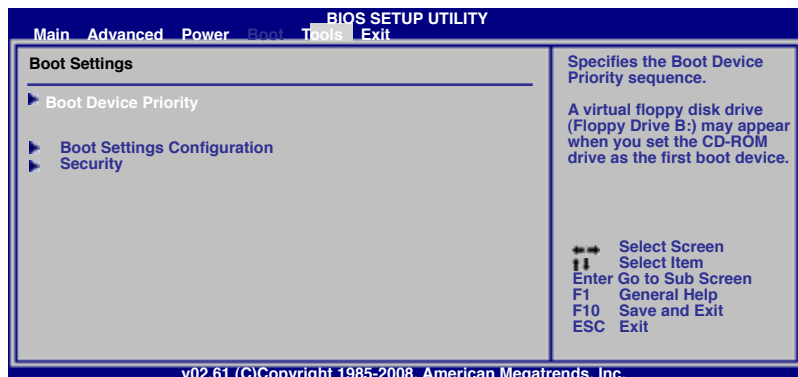 BIOS SETUP UTILITY
Main Advanced Power Boot Tools Exit
Boot Settings
Boot Device Priority
Boot Settings Configuration
Security
Specifies the Boot Device
Priority sequence.
A virtual floppy disk drive
(Floppy Drive B:) may appear
when you set the CD-ROM
drive as the first boot device.
Select Screen
Select Item
Enter Go to Sub Screen
F1 General Help
F10 Save and Exit
ESC Exit
v02.61 (C)Copyright 1985-2008, American Megatrends, Inc.